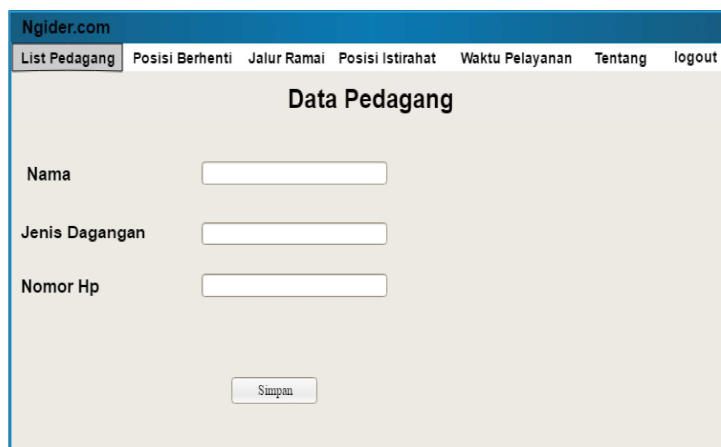 Ngider.com
List Pedagang Posisi Berhenti Jalur Ramai Posisi Istirahat Waktu Pelayanan Tentang logout
Data Pedagang
Nama
Jenis Dagangan
Nomor Hp
Simpan